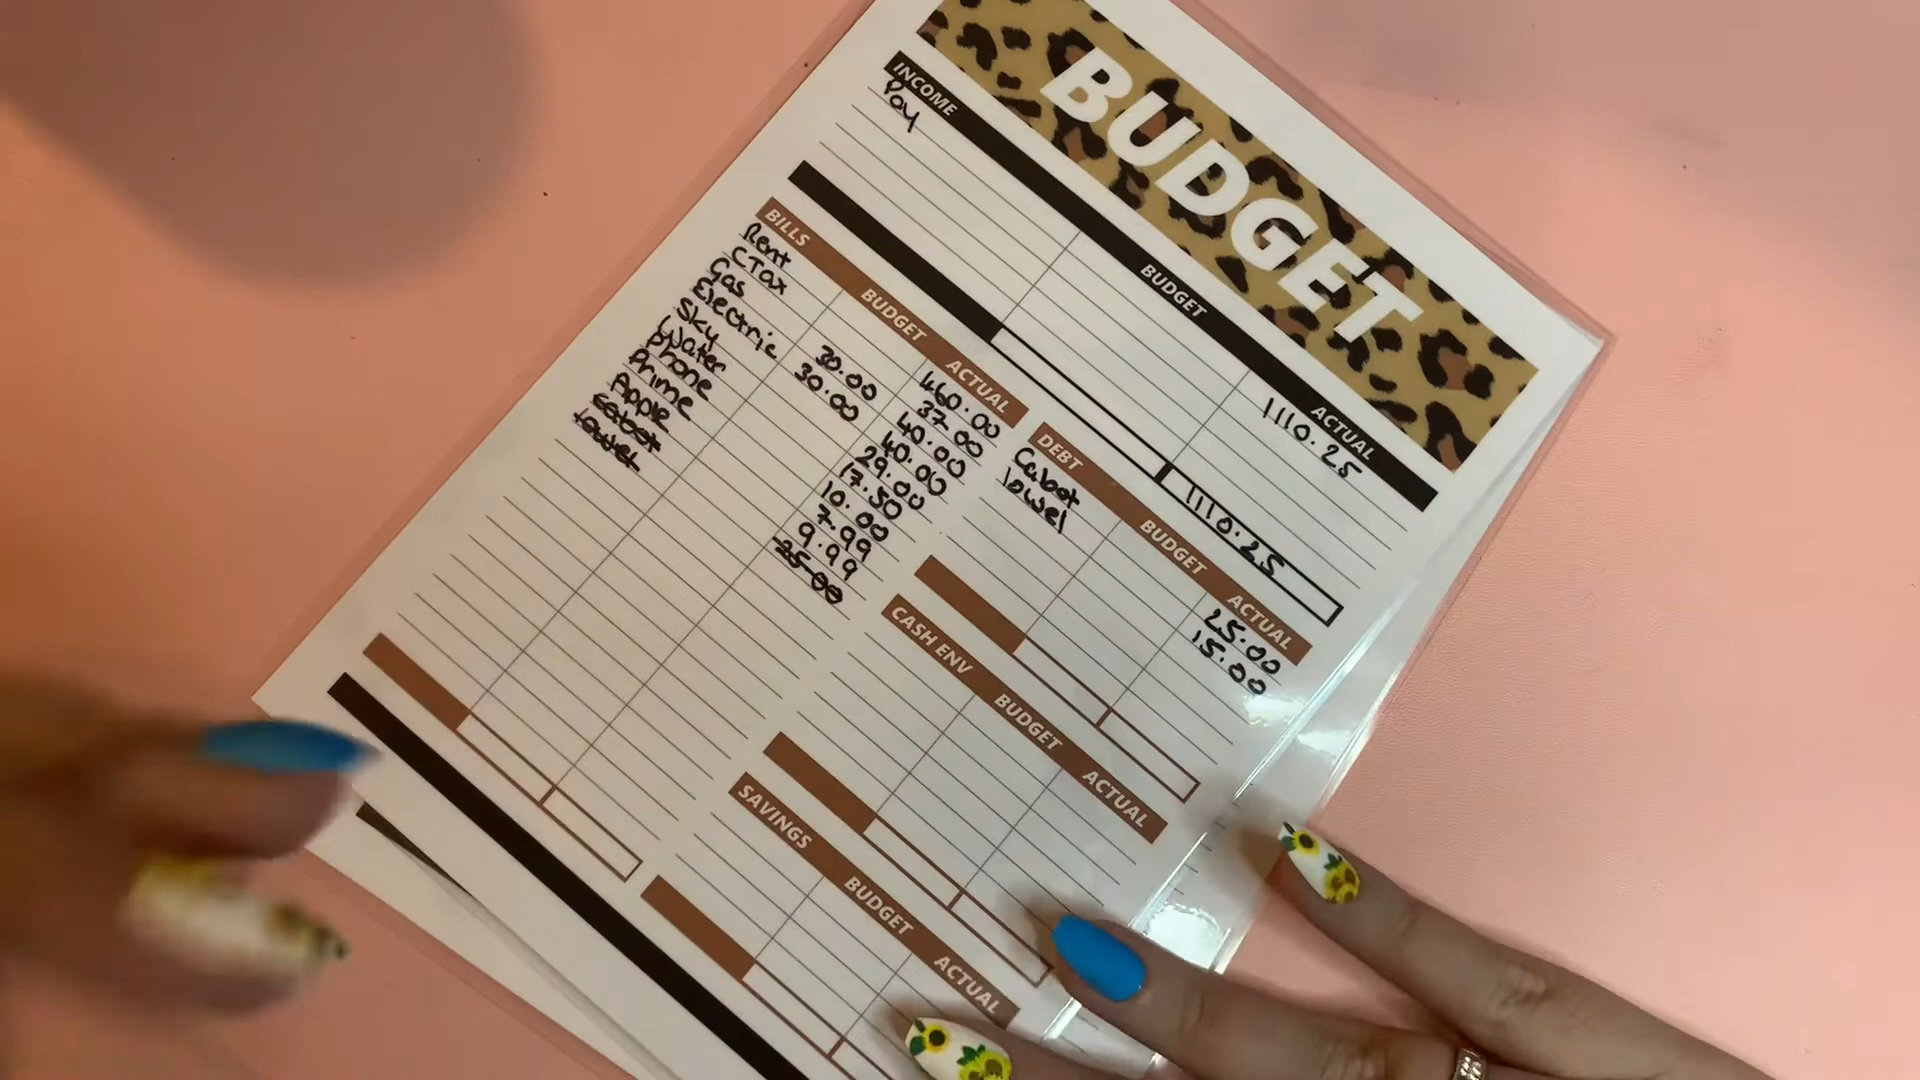 BUDGET
INCOME BUDGET ACTUAL
Pay 1110.25
1110.25
BILLS BUDGET ACTUAL
Rent 460.00
CTax 37.00
Gas 30.00 40.00
Electric 30.00 40.00
Sky 29.00
Water 17.50
Phone 10.00
Prime 7.99
Apple 9.99
Cabot 25.00
lowel
DEBT BUDGET ACTUAL
Cabot 25.00
lowel 15.00
CASH ENV BUDGET ACTUAL
SAVINGS BUDGET ACTUAL